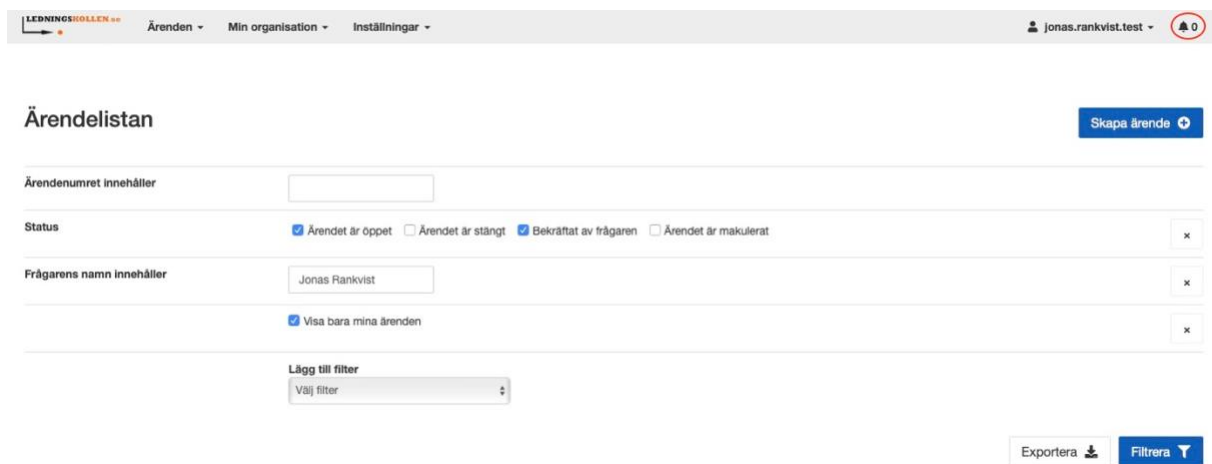 LEDNINGSKOLLEN.se Ärenden Min organisation Inställningar jonas.rankvist.test 0
Ärendelistan
Skapa ärende
Ärendenumret innehåller
Status Ärendet är öppet Ärendet är stängt Bekräftat av frågaren Ärendet är makulerat ×
Frågarens namn innehåller Jonas Rankvist ×
Visa bara mina ärenden ×
Lägg till filter
Välj filter
Exportera Filtrera